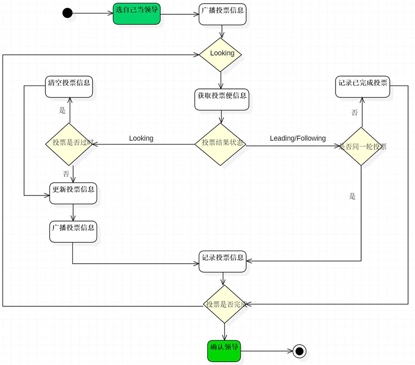 选自己当领导
广播投票信息
Looking
获取投票信息
清空投票信息
记录已完成投票
是
否
投票是否过时
Looking
投票结果状态
Leading/Following
是否同一轮投票
否
更新投票信息
是
广播投票信息
记录投票信息
投票是否完成
确认领导